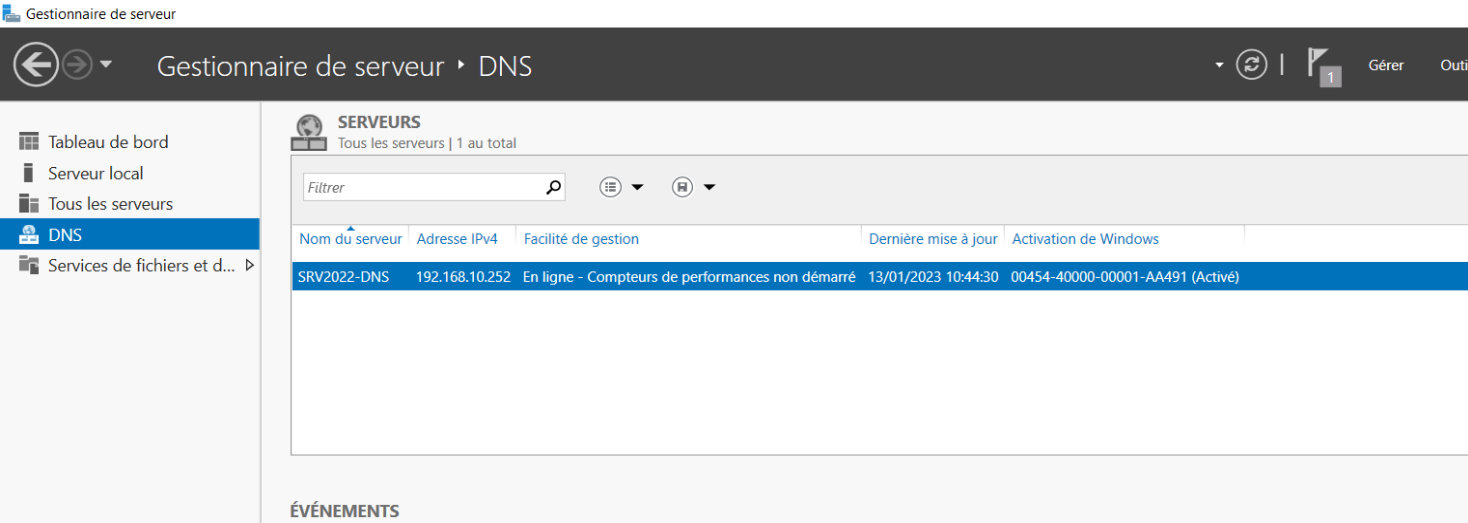 Gestionnaire de serveur
Gestionnaire de serveur • DNS
1
Gérer
Outi
Tableau de bord
Serveur local
Tous les serveurs
DNS
Services de fichiers et d...
SERVEURS
Tous les serveurs | 1 au total
Filtrer
Nom du serveur Adresse IPv4 Facilité de gestion Dernière mise à jour Activation de Windows
SRV2022-DNS 192.168.10.252 En ligne - Compteurs de performances non démarré 13/01/2023 10:44:30 00454-40000-00001-AA491 (Activé)
ÉVÉNEMENTS